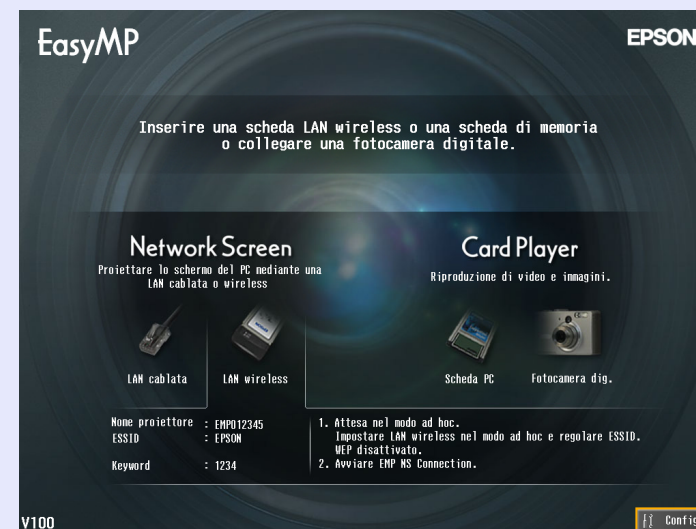 EasyMP
EPSON
Inserire una scheda LAN wireless o una scheda di memoria
o collegare una fotocamera digitale.
Network Screen
Proiettare lo schermo del PC mediante una
LAN cablata o wireless
LAN cablata
LAN wireless
Card Player
Riproduzione di video e immagini.
Scheda PC
Fotocamera dig.
Nome proiettore : EMP012345
ESSID : EPSON
Keyword : 1234
1. Attesa nel modo ad hoc.
Impostare LAN wireless nel modo ad hoc e regolare ESSID.
WEP disattivato.
2. Avviare EMP NS Connection.
V100
Config